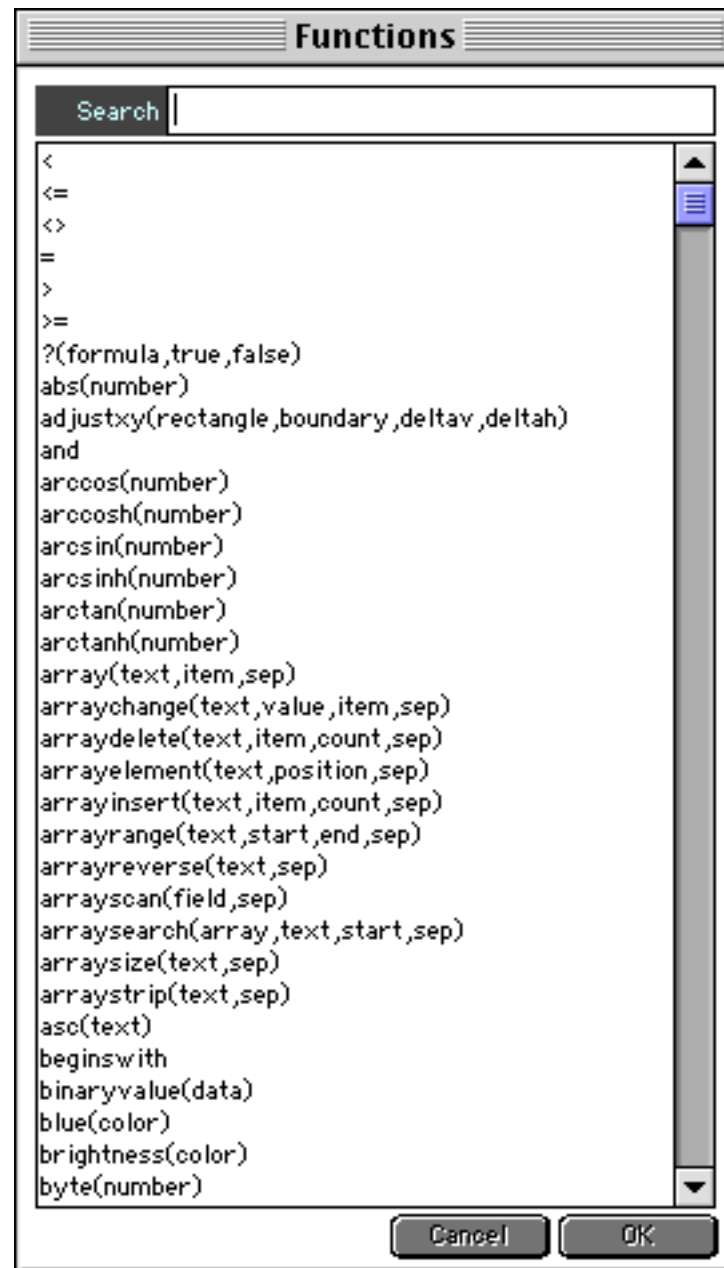 Functions
Search
<
<=
<>
=
>
>=
?(formula,true,false)
abs(number)
adjustxy(rectangle,boundary,deltav,deltah)
and
arccos(number)
arccosh(number)
arcsin(number)
arcsinh(number)
arctan(number)
arctanh(number)
array(text,item,sep)
arraychange(text,value,item,sep)
arraydelete(text,item,count,sep)
arrayelement(text,position,sep)
arrayinsert(text,item,count,sep)
arrayrange(text,start,end,sep)
arrayreverse(text,sep)
arrayscan(field,sep)
arraysearch(array,text,start,sep)
arraysize(text,sep)
arraystrip(text,sep)
asc(text)
beginswith
binaryvalue(data)
blue(color)
brightness(color)
byte(number)
Cancel OK